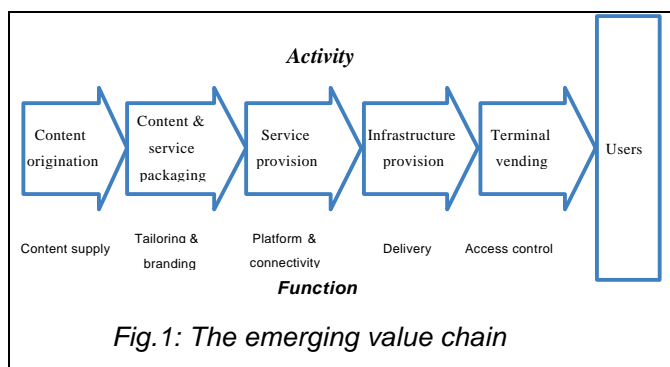 Activity
Content
origination
Content &
service
packaging
Service
provision
Infrastructure
provision
Terminal
vending
Users
Content supply
Tailoring &
branding
Platform &
connectivity
Delivery
Access control
Function
Fig.1: The emerging value chain